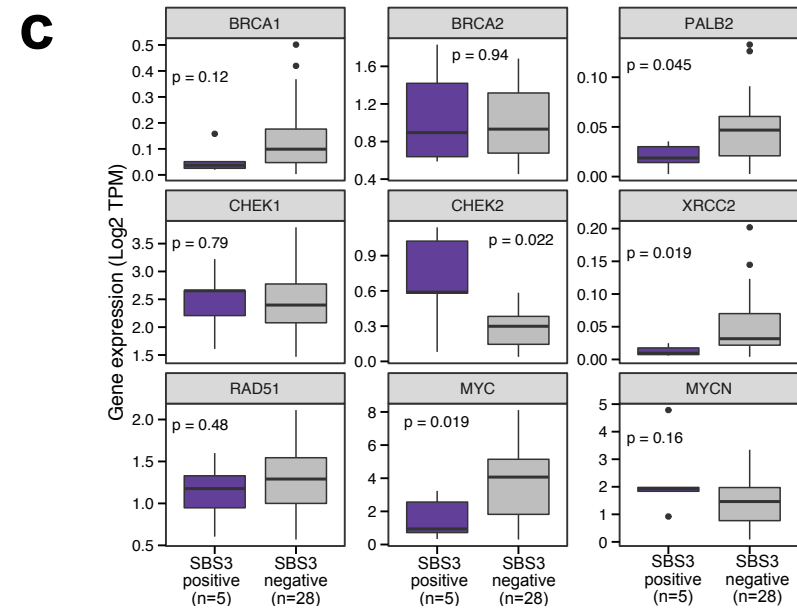 c
BRCA1
BRCA2
PALB2
Gene expression (Log2 TPM)
0.5
0.4
0.3
0.2
0.1
0.0
p = 0.12
1.6
1.2
0.8
0.4
p = 0.94
0.10
0.05
0.00
p = 0.045
CHEK1
CHEK2
XRCC2
3.5
3.0
2.5
2.0
1.5
p = 0.79
0.9
0.6
0.3
0.0
p = 0.022
0.20
0.15
0.10
0.05
0.00
p = 0.019
RAD51
MYC
MYCN
2.0
1.5
1.0
0.5
p = 0.48
8
6
4
2
0
p = 0.019
5
4
3
2
1
0
p = 0.16
SBS3
positive
(n=5)
SBS3
negative
(n=28)
SBS3
positive
(n=5)
SBS3
negative
(n=28)
SBS3
positive
(n=5)
SBS3
negative
(n=28)